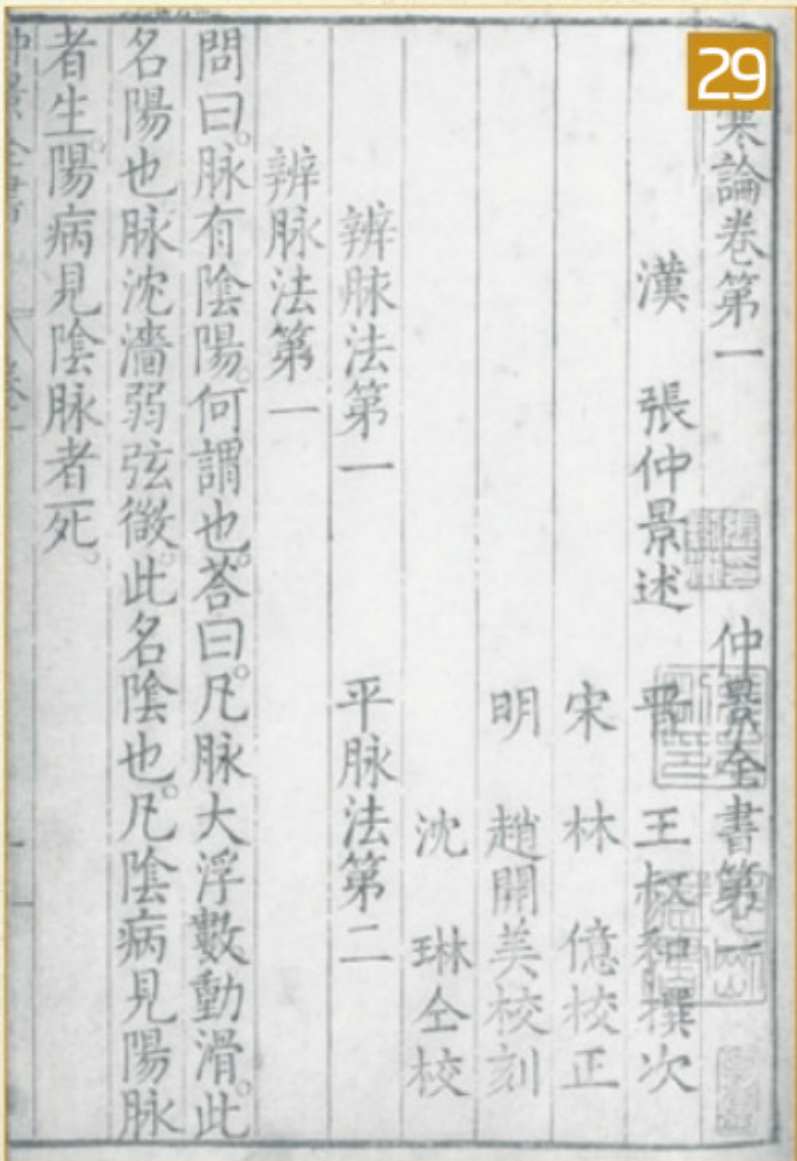 29
寒論卷第一 仲景全書第一
漢 張仲景述 晉 王叔和撰次
宋 林 億校正
明 趙開美校刻
沈 琳仝校
辨脉法第一 平脉法第二
辨脉法第一
問曰。脉有陰陽。何謂也。荅曰。凡脉大浮數動滑。此
名陽也。脉沈濇弱弦微。此名陰也。凡陰病見陽脉
者生。陽病見陰脉者死。
仲景全書